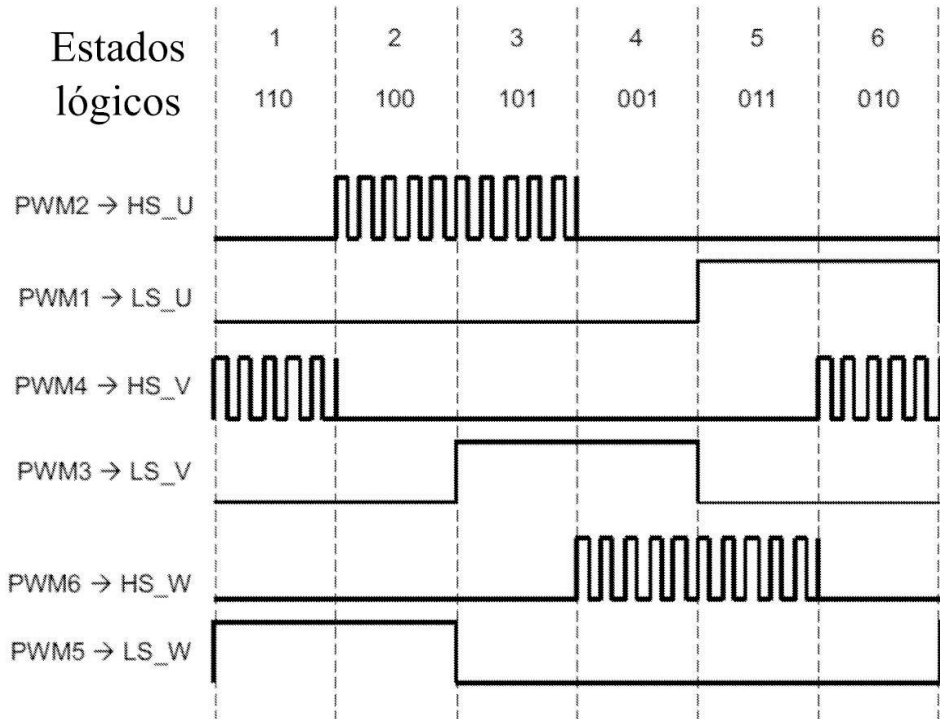 Estados
lógicos
1 2 3 4 5 6
110 100 101 001 011 010
PWM2 → HS_U
PWM1 → LS_U
PWM4 → HS_V
PWM3 → LS_V
PWM6 → HS_W
PWM5 → LS_W